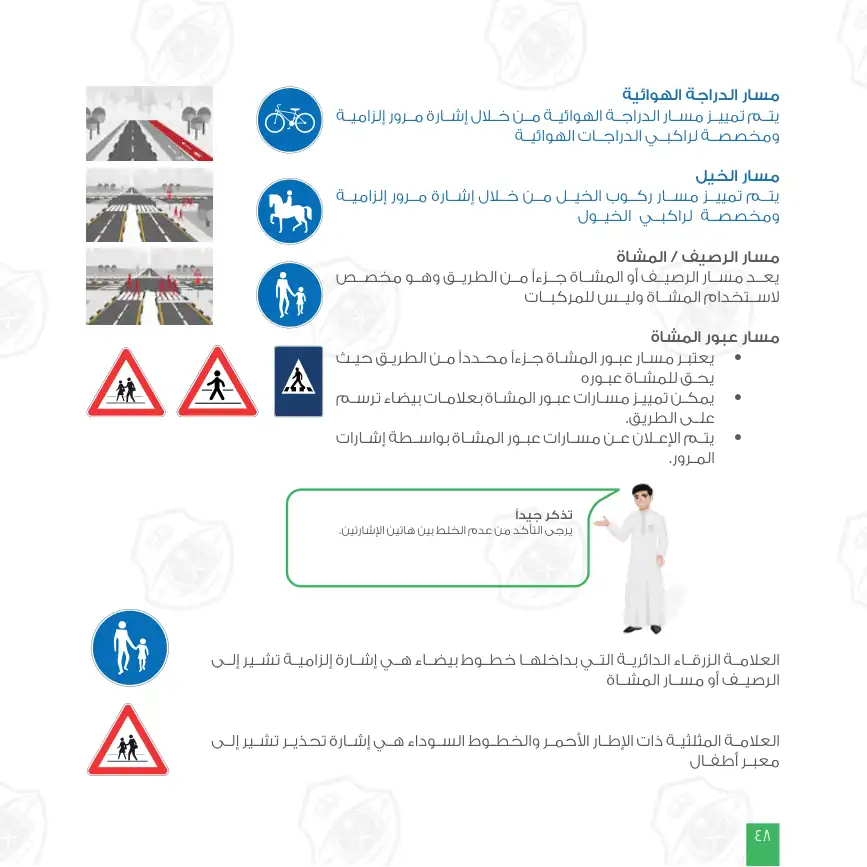 مسار الدراجة الهوائية
يتم تمييز مسار الدراجة الهوائية من خلال إشارة مرور إلزامية
ومخصصة لراكبي الدراجات الهوائية
مسار الخيل
يتم تمييز مسار ركوب الخيل من خلال إشارة مرور إلزامية
ومخصصة لراكبي الخيول
مسار الرصيف / المشاة
يعد مسار الرصيف أو المشاة جزءاً من الطريق وهو مخصص
لاستخدام المشاة وليس للمركبات
مسار عبور المشاة
• يعتبر مسار عبور المشاة جزءاً محدداً من الطريق حيث
يحق للمشاة عبوره
• يمكن تمييز مسارات عبور المشاة بعلامات بيضاء ترسم
على الطريق.
• يتم الإعلان عن مسارات عبور المشاة بواسطة إشارات
المرور.
تذكر جيداً
يرجى التأكد من عدم الخلط بين هاتين الإشارتين.
العلامة الزرقاء الدائرية التي بداخلها خطوط بيضاء هي إشارة إلزامية تشير إلى
الرصيف أو مسار المشاة
العلامة المثلثية ذات الإطار الأحمر والخطوط السوداء هي إشارة تحذير تشير إلى
معبر أطفال
٤٨